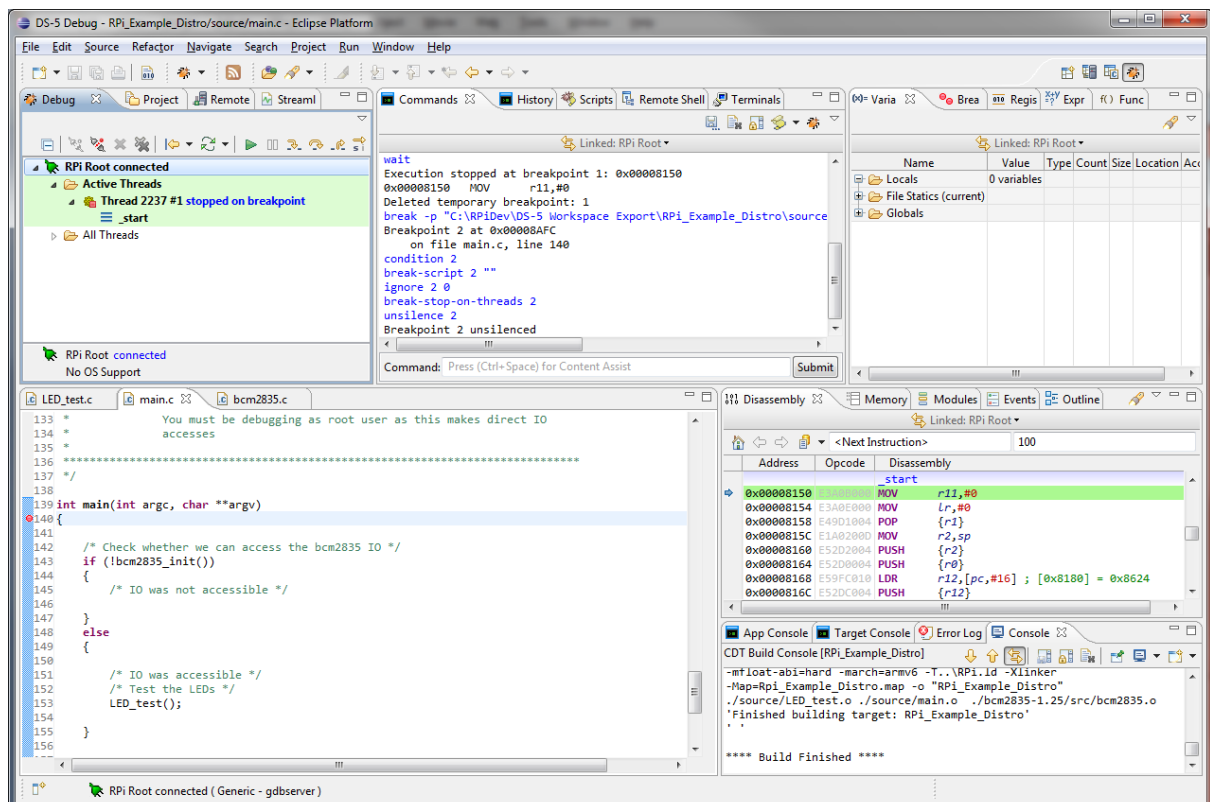 DS-5 Debug - RPi_Example_Distro/source/main.c - Eclipse Platform
File Edit Source Refactor Navigate Search Project Run Window Help
Debug Project Remote Streaml
RPi Root connected
Active Threads
Thread 2237 #1 stopped on breakpoint
_start
All Threads
RPi Root connected
No OS Support
Commands History Scripts Remote Shell Terminals
Linked: RPi Root
wait
Execution stopped at breakpoint 1: 0x00008150
0x00008150 MOV r11,#0
Deleted temporary breakpoint: 1
break -p "C:\RPiDev\DS-5 Workspace Export\RPi_Example_Distro\source
Breakpoint 2 at 0x00008AFC
on file main.c, line 140
condition 2
break-script 2 ""
ignore 2 0
break-stop-on-threads 2
unsilence 2
Breakpoint 2 unsilenced
Command: Press (Ctrl+Space) for Content Assist Submit
(x)= Varia Brea Regis Expr f() Func
Linked: RPi Root
Name Value Type Count Size Location Acc
Locals 0 variables
File Statics (current)
Globals
LED_test.c main.c bcm2835.c
133 * You must be debugging as root user as this makes direct IO
134 * accesses
135 *
136 ******************************************************************************
137 */
138
139 int main(int argc, char **argv)
140 {
141
142 /* Check whether we can access the bcm2835 IO */
143 if (!bcm2835_init())
144 {
145 /* IO was not accessible */
146
147 }
148 else
149 {
150
151 /* IO was accessible */
152 /* Test the LEDs */
153 LED_test();
154
155 }
156
Disassembly Memory Modules Events Outline
Linked: RPi Root
<Next Instruction> 100
Address Opcode Disassembly
_start
0x00008150 E3A0B000 MOV r11,#0
0x00008154 E3A0E000 MOV lr,#0
0x00008158 E49D1004 POP {r1}
0x0000815C E1A0200D MOV r2,sp
0x00008160 E52D2004 PUSH {r2}
0x00008164 E52D0004 PUSH {r0}
0x00008168 E59FC010 LDR r12,[pc,#16] ; [0x8180] = 0x8624
0x0000816C E52DC004 PUSH {r12}
App Console Target Console Error Log Console
CDT Build Console [RPi_Example_Distro]
-mfloat-abi=hard -march=armv6 -T..\RPi.ld -Xlinker
-Map=Rpi_Example_Distro.map -o "RPi_Example_Distro"
./source/LED_test.o ./source/main.o ./bcm2835-1.25/src/bcm2835.o
'Finished building target: RPi_Example_Distro'
' '
**** Build Finished ****
RPi Root connected ( Generic - gdbserver )